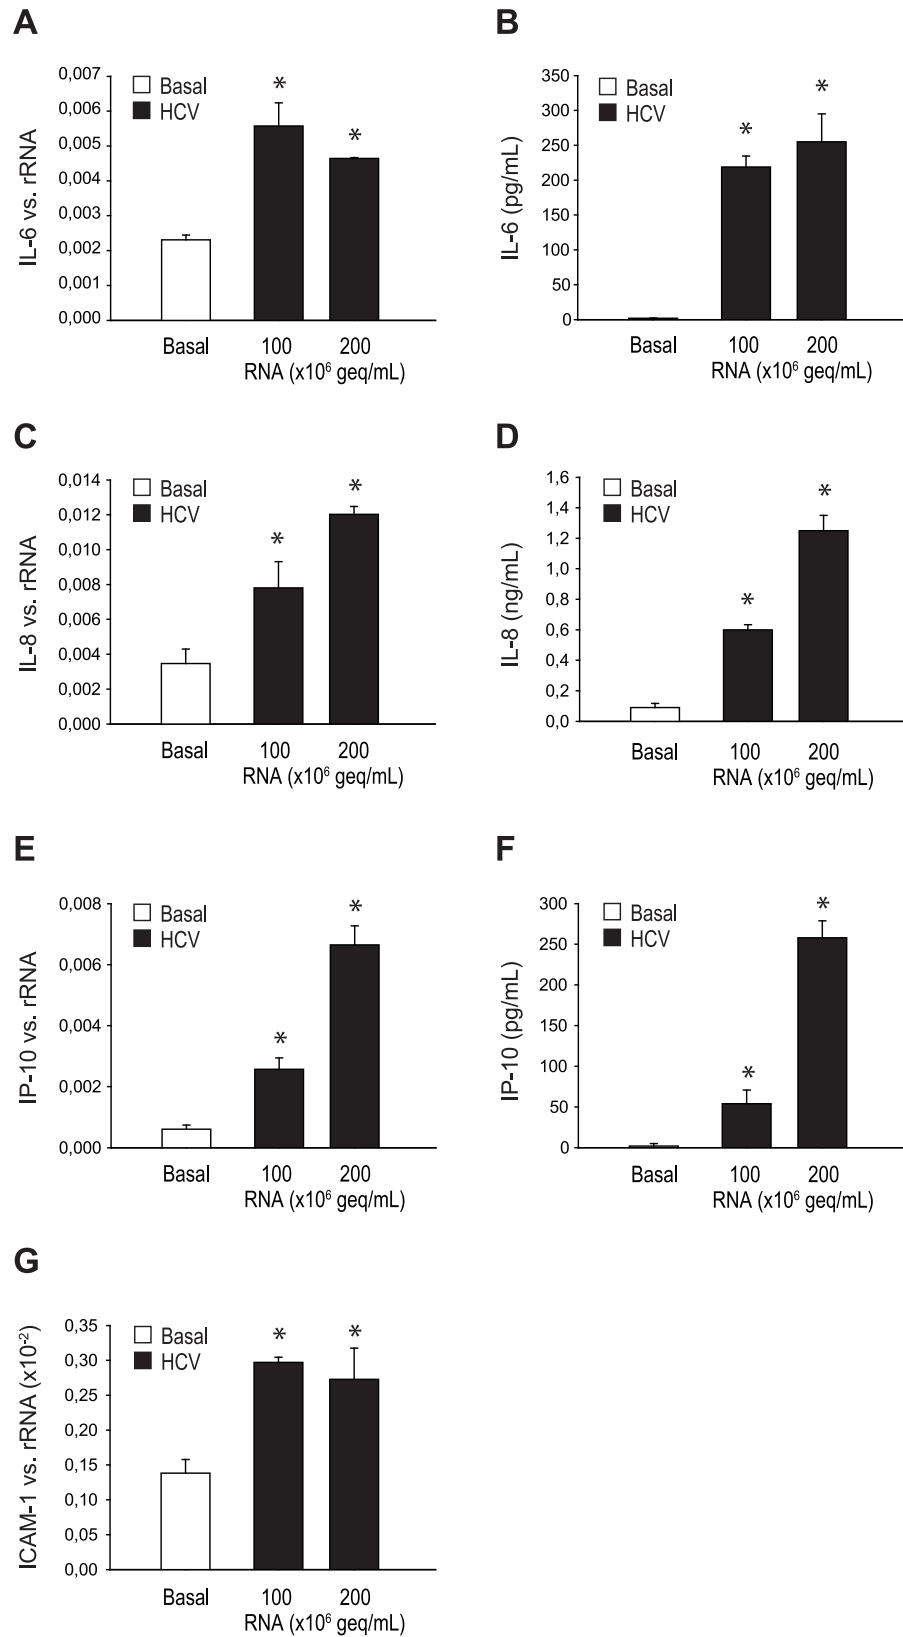 A
IL-6 vs. rRNA
0,007
0,006
0,005
0,004
0,003
0,002
0,001
0,000
Basal
HCV
*
*
Basal 100 200
RNA (x10⁶ geq/mL)
B
IL-6 (pg/mL)
350
300
250
200
150
100
50
0
Basal
HCV
*
*
Basal 100 200
RNA (x10⁶ geq/mL)
C
IL-8 vs. rRNA
0,014
0,012
0,010
0,008
0,006
0,004
0,002
0,000
Basal
HCV
*
*
Basal 100 200
RNA (x10⁶ geq/mL)
D
IL-8 (ng/mL)
1,6
1,4
1,2
1,0
0,8
0,6
0,4
0,2
0,0
Basal
HCV
*
*
Basal 100 200
RNA (x10⁶ geq/mL)
E
IP-10 vs. rRNA
0,008
0,006
0,004
0,002
0,000
Basal
HCV
*
*
Basal 100 200
RNA (x10⁶ geq/mL)
F
IP-10 (pg/mL)
300
250
200
150
100
50
0
Basal
HCV
*
*
Basal 100 200
RNA (x10⁶ geq/mL)
G
ICAM-1 vs. rRNA (x10⁻²)
0,35
0,30
0,25
0,20
0,15
0,10
0,05
0,00
Basal
HCV
*
*
Basal 100 200
RNA (x10⁶ geq/mL)